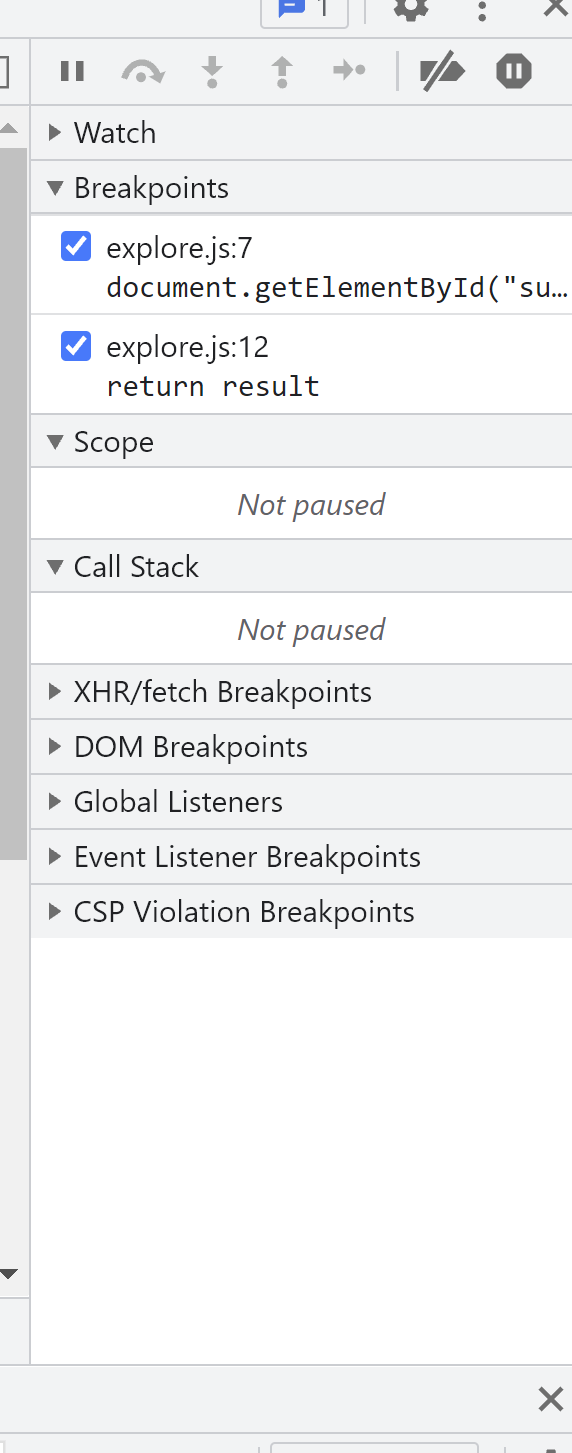 1
Watch
Breakpoints
explore.js:7
document.getElementById("su…
explore.js:12
return result
Scope
Not paused
Call Stack
Not paused
XHR/fetch Breakpoints
DOM Breakpoints
Global Listeners
Event Listener Breakpoints
CSP Violation Breakpoints